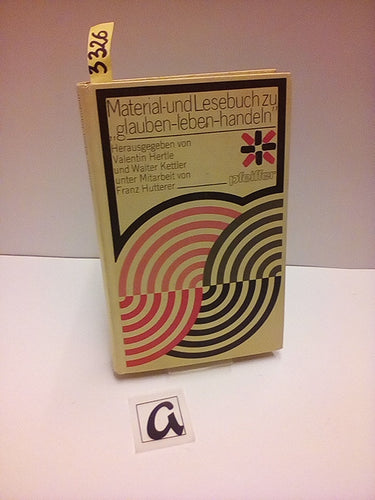 3326
Material-und Lesebuch zu
„glauben-leben-handeln"
Herausgegeben von
Valentin Hertle
und Walter Kettler
unter Mitarbeit von
Franz Hutterer
pfeiffer
a